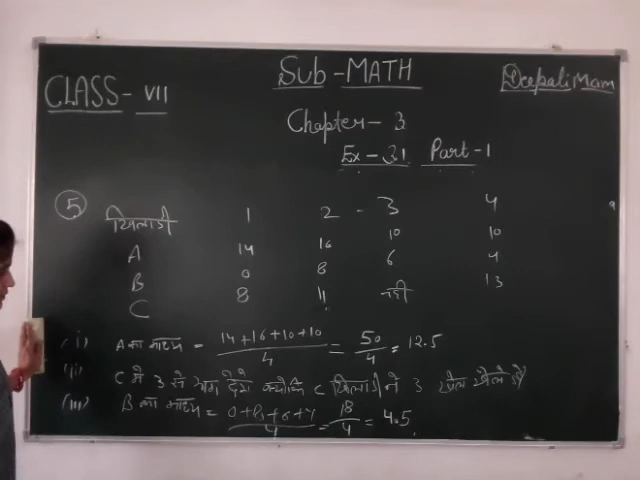 Sub-MATH
CLASS-VII
Deepali Mam
Chapter-3
Ex-3.1 Part-1
5 खिलाडी 1 2 - 3 4
A 14 16 10 10
B 0 8 6 4
C 8 11 नही 13
(i) A का माध्य = 14+16+10+10 / 4 = 50/4 = 12.5
(ii) C मे 3 से भाग देंगे क्योकि C खिलाडी ने 3 खेल खेले है
(iii) B का माध्य = 0+8+6+4 / 4 = 18/4 = 4.5